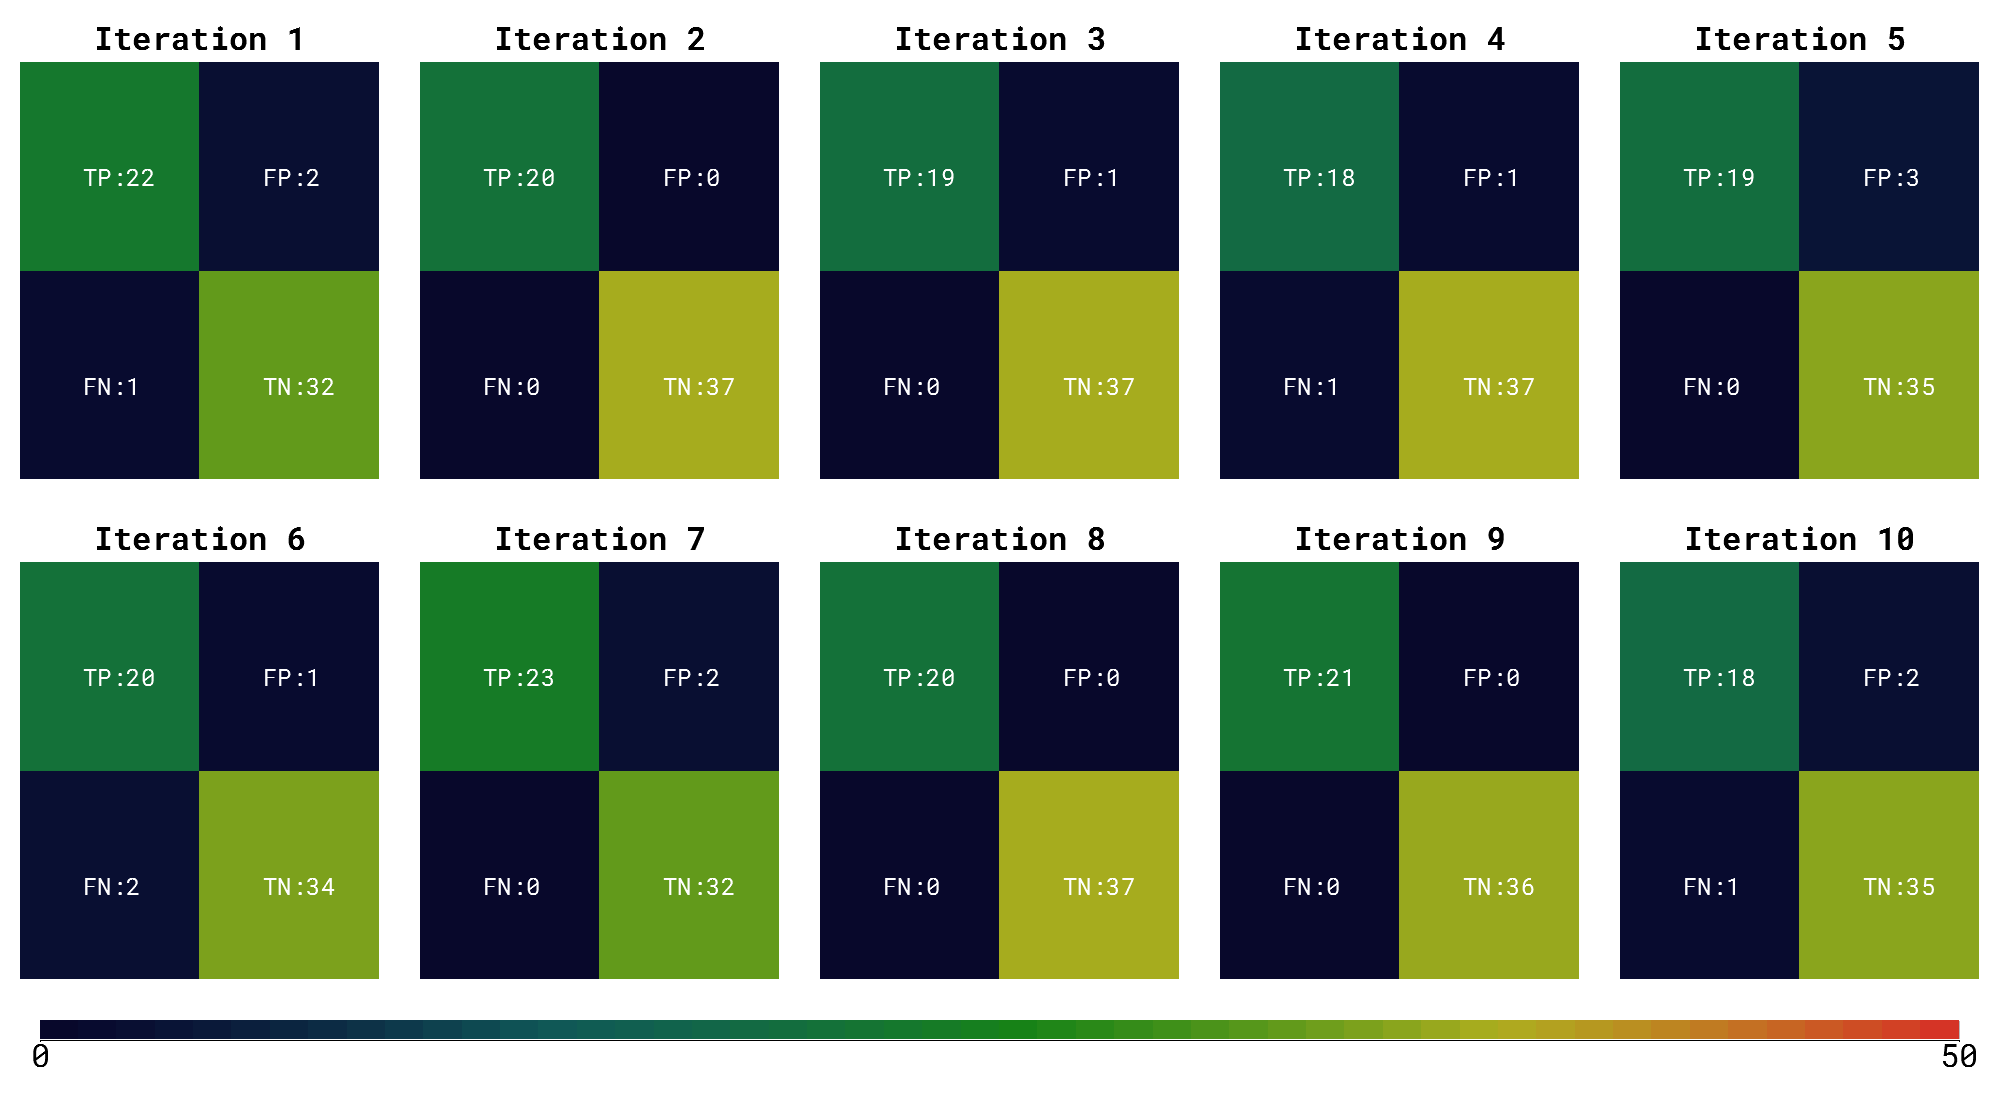 Iteration 1 Iteration 2 Iteration 3 Iteration 4 Iteration 5
TP:22 FP:2 TP:20 FP:0 TP:19 FP:1 TP:18 FP:1 TP:19 FP:3
FN:1 TN:32 FN:0 TN:37 FN:0 TN:37 FN:1 TN:37 FN:0 TN:35
Iteration 6 Iteration 7 Iteration 8 Iteration 9 Iteration 10
TP:20 FP:1 TP:23 FP:2 TP:20 FP:0 TP:21 FP:0 TP:18 FP:2
FN:2 TN:34 FN:0 TN:32 FN:0 TN:37 FN:0 TN:36 FN:1 TN:35
0 50